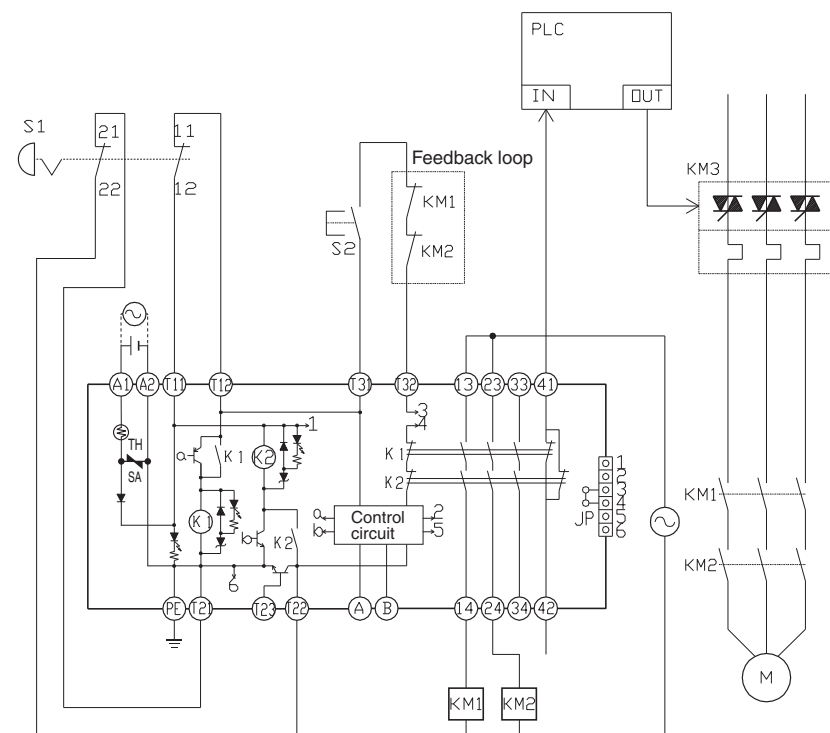 PLC
IN OUT
S1
21 11
22 12
Feedback loop
KM1
KM2
S2
KM3
A1 A2 T11 T12 T31 T32 13 23 33 41
TH
SA
a
K1
K2
1
3
4
K1
K2
K1
b
K2
a
b
Control
circuit
2
5
6
JP
1
2
3
4
5
6
PE T21 T23 T22 A B 14 24 34 42
KM1 KM2
KM1
KM2
M